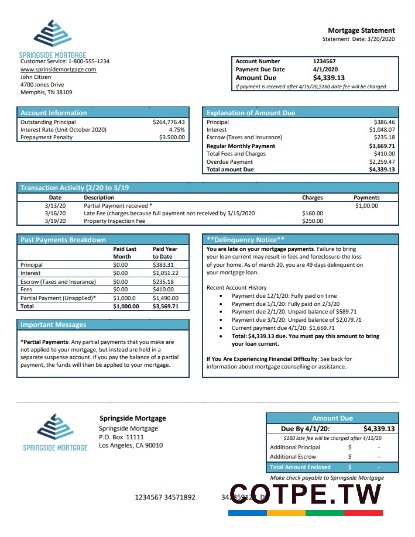 Mortgage Statement
Statement Date: 3/20/2020
SPRINGSIDE MORTGAGE
Customer Service: 1-800-555-1234
www.springsidemortgage.com
John Citizen
4700 Jones Drive
Memphis, TN 38109
Account Number 1234567
Payment Due Date 4/1/2020
Amount Due $4,339.13
If payment is received after 4/15/20, $160 late fee will be charged.
Account Information
Outstanding Principal $264,776.43
Interest Rate (Unit October 2020) 4.75%
Prepayment Penalty $3.500.00
Explanation of Amount Due
Principal $386.46
Interest $1,048.07
Escrow (Taxes and Insurance) $235.18
Regular Monthly Payment $1,669.71
Total Fees and Charges $410.00
Overdue Payment $2,259.47
Total amount Due $4,339.13
Transaction Activity (2/20 to 3/19
Date Description Charges Payments
3/13/20 Partial Payment received * $1,00.00
3/16/20 Late Fee (charges because full payment not received by 3/15/2020 $160.00
3/19/20 Property Inspection Fee $250.00
Past Payments Breakdown
Paid Last Month Paid Year to Date
Principal $0.00 $383.31
Interest $0.00 $1,051.22
Escrow (Taxes and Insurance) $0.00 $235.18
Fees $0.00 $410.00
Partial Payment (Unapplied)* $1,000.0 $1,490.00
Total $1,000.00 $3,569.71
Important Messages
*Partial Payments: Any partial payments that you make are
not applied to your mortgage, but instead are held in a
separate suspense account. If you pay the balance of a partial
payment, the funds will then be applied to your mortgage.
**Delinquency Notice**
You are late on your mortgage payments. Failure to bring
your loan current may result in fees and foreclosure-the loss
of your home. As of march 20, you are 49 days delinquent on
your mortgage loan.
Recent Account History
• Payment due 12/1/20: Fully paid on time
• Payment due 1/1/20: Fully paid on 2/3/20
• Payment due 2/1/20: Unpaid balance of $589.71
• Payment due 3/1/20: Unpaid balance of $2,079.71
• Current payment due 4/1/20: $1,669.71
• Total: $4,339.13 due. You must pay this amount to bring
your loan current.
If You Are Experiencing Financial Difficulty: See back for
information about mortgage counselling or assistance.
SPRINGSIDE MORTGAGE
Springside Mortgage
Springside Mortgage
P.O. Box 11111
Los Angeles, CA 90010
Amount Due
Due By 4/1/20: $4,339.13
$160 late fee will be charged after 4/15/20
Additional Principal $ -
Additional Escrow $ -
Total Amount Enclosed $ -
Make check payable to Springside Mortgage
1234567 34571892
COTPE.TW